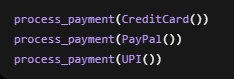 process_payment(CreditCard())
process_payment(PayPal())
process_payment(UPI())